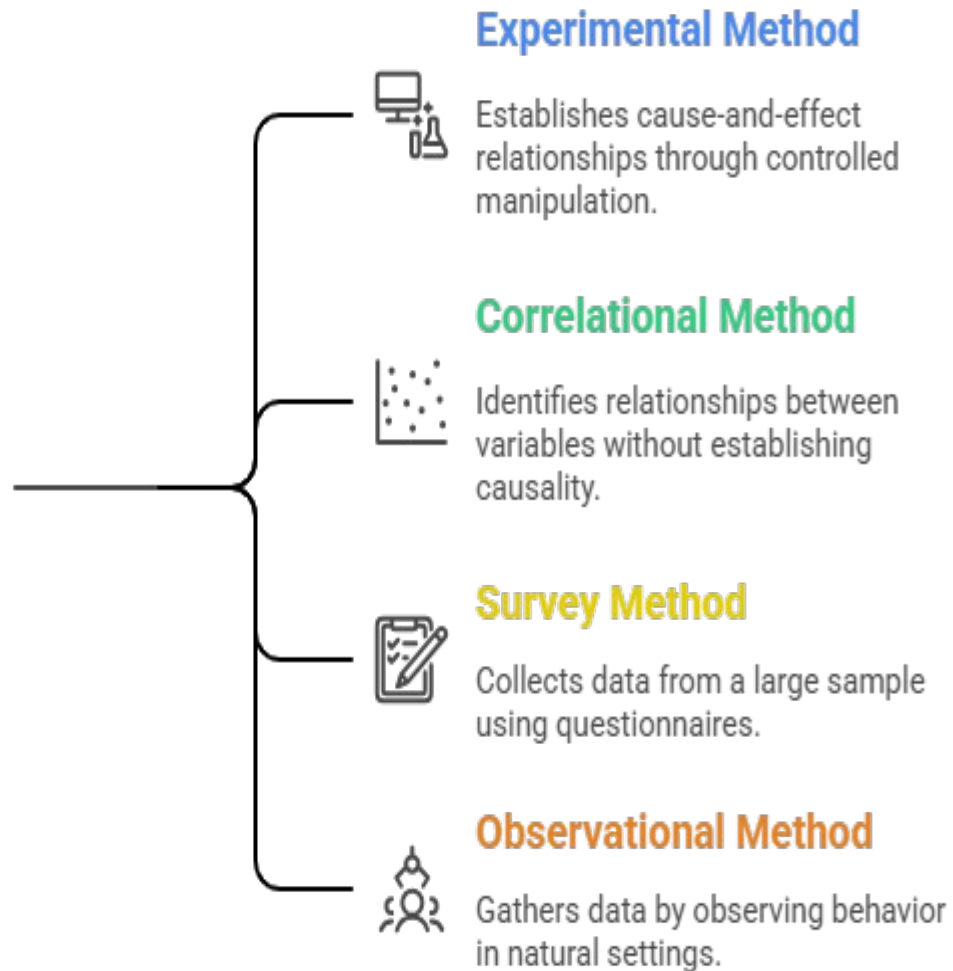 Experimental Method
Establishes cause-and-effect
relationships through controlled
manipulation.
Correlational Method
Identifies relationships between
variables without establishing
causality.
Survey Method
Collects data from a large sample
using questionnaires.
Observational Method
Gathers data by observing behavior
in natural settings.